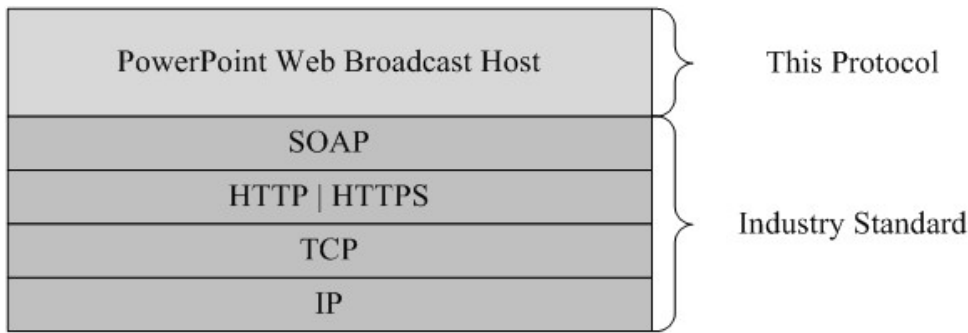 PowerPoint Web Broadcast Host
This Protocol
SOAP
HTTP | HTTPS
TCP
IP
Industry Standard